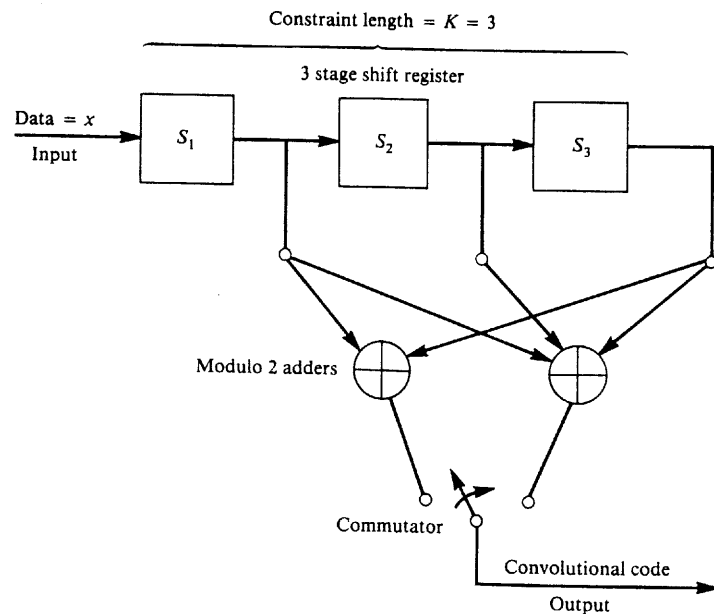 Constraint length = K = 3
3 stage shift register
Data = x
Input
S₁
S₂
S₃
Modulo 2 adders
Commutator
Convolutional code
Output